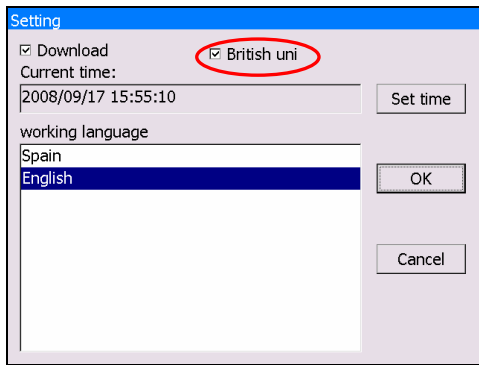 Setting
Download British uni
Current time:
2008/09/17 15:55:10
Set time
working language
Spain
English
OK
Cancel